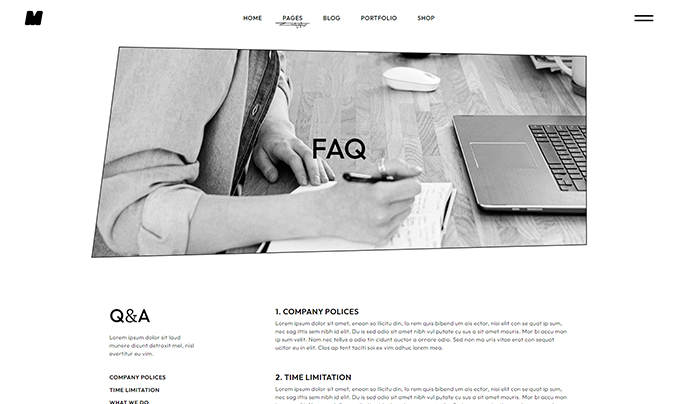 M
HOME PAGES BLOG PORTFOLIO SHOP
FAQ
Q&A
Lorem ipsum dolor sit laud
munere dicunt detraxit mel, nisl
evertitur eu vim.
COMPANY POLICES
TIME LIMITATION
WHAT WE DO
1. COMPANY POLICES
Lorem ipsum dolor sit amet, enean so llicitu din, la rem quis bibend um ais ector, nisi elit con se quat ip sum,
nec sag ittis sem nibh id elit. Du is sed odio sit amet nibh vul putate cu sus a sit amet mauris. Mor bi accu man
ip sum velit. Nam nec tellus a odio tin cidunt auctor a ornare odio. Sed non ma uris vitae erat con sequat
uctor eu in elit. Clas ap tent taciti soi ex vim adhuc lorem mea.
2. TIME LIMITATION
Lorem ipsum dolor sit amet, enean so llicitu din, la rem quis bibend um ais ector, nisi elit con se quat ip sum,
nec sag ittis sem nibh id elit. Du is sed odio sit amet nibh vul putate cu sus a sit amet mauris. Mor bi accu man